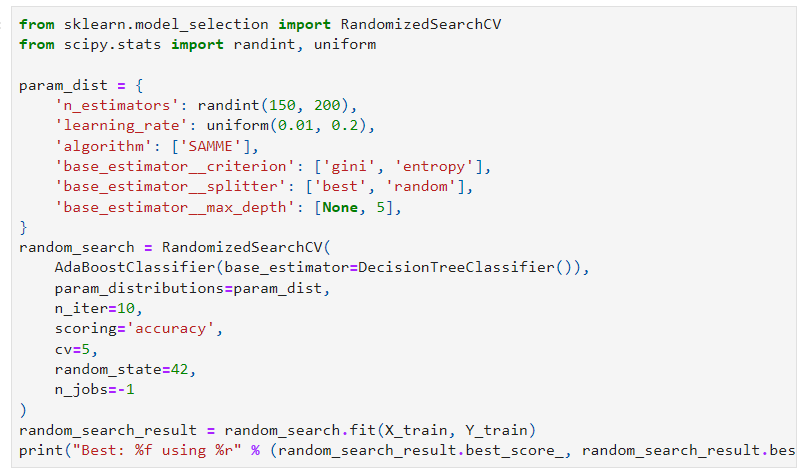 from sklearn.model_selection import RandomizedSearchCV
from scipy.stats import randint, uniform

param_dist = {
    'n_estimators': randint(150, 200),
    'learning_rate': uniform(0.01, 0.2),
    'algorithm': ['SAMME'],
    'base_estimator__criterion': ['gini', 'entropy'],
    'base_estimator__splitter': ['best', 'random'],
    'base_estimator__max_depth': [None, 5],
}
random_search = RandomizedSearchCV(
    AdaBoostClassifier(base_estimator=DecisionTreeClassifier()),
    param_distributions=param_dist,
    n_iter=10,
    scoring='accuracy',
    cv=5,
    random_state=42,
    n_jobs=-1
)
random_search_result = random_search.fit(X_train, Y_train)
print("Best: %f using %r" % (random_search_result.best_score_, random_search_result.bes